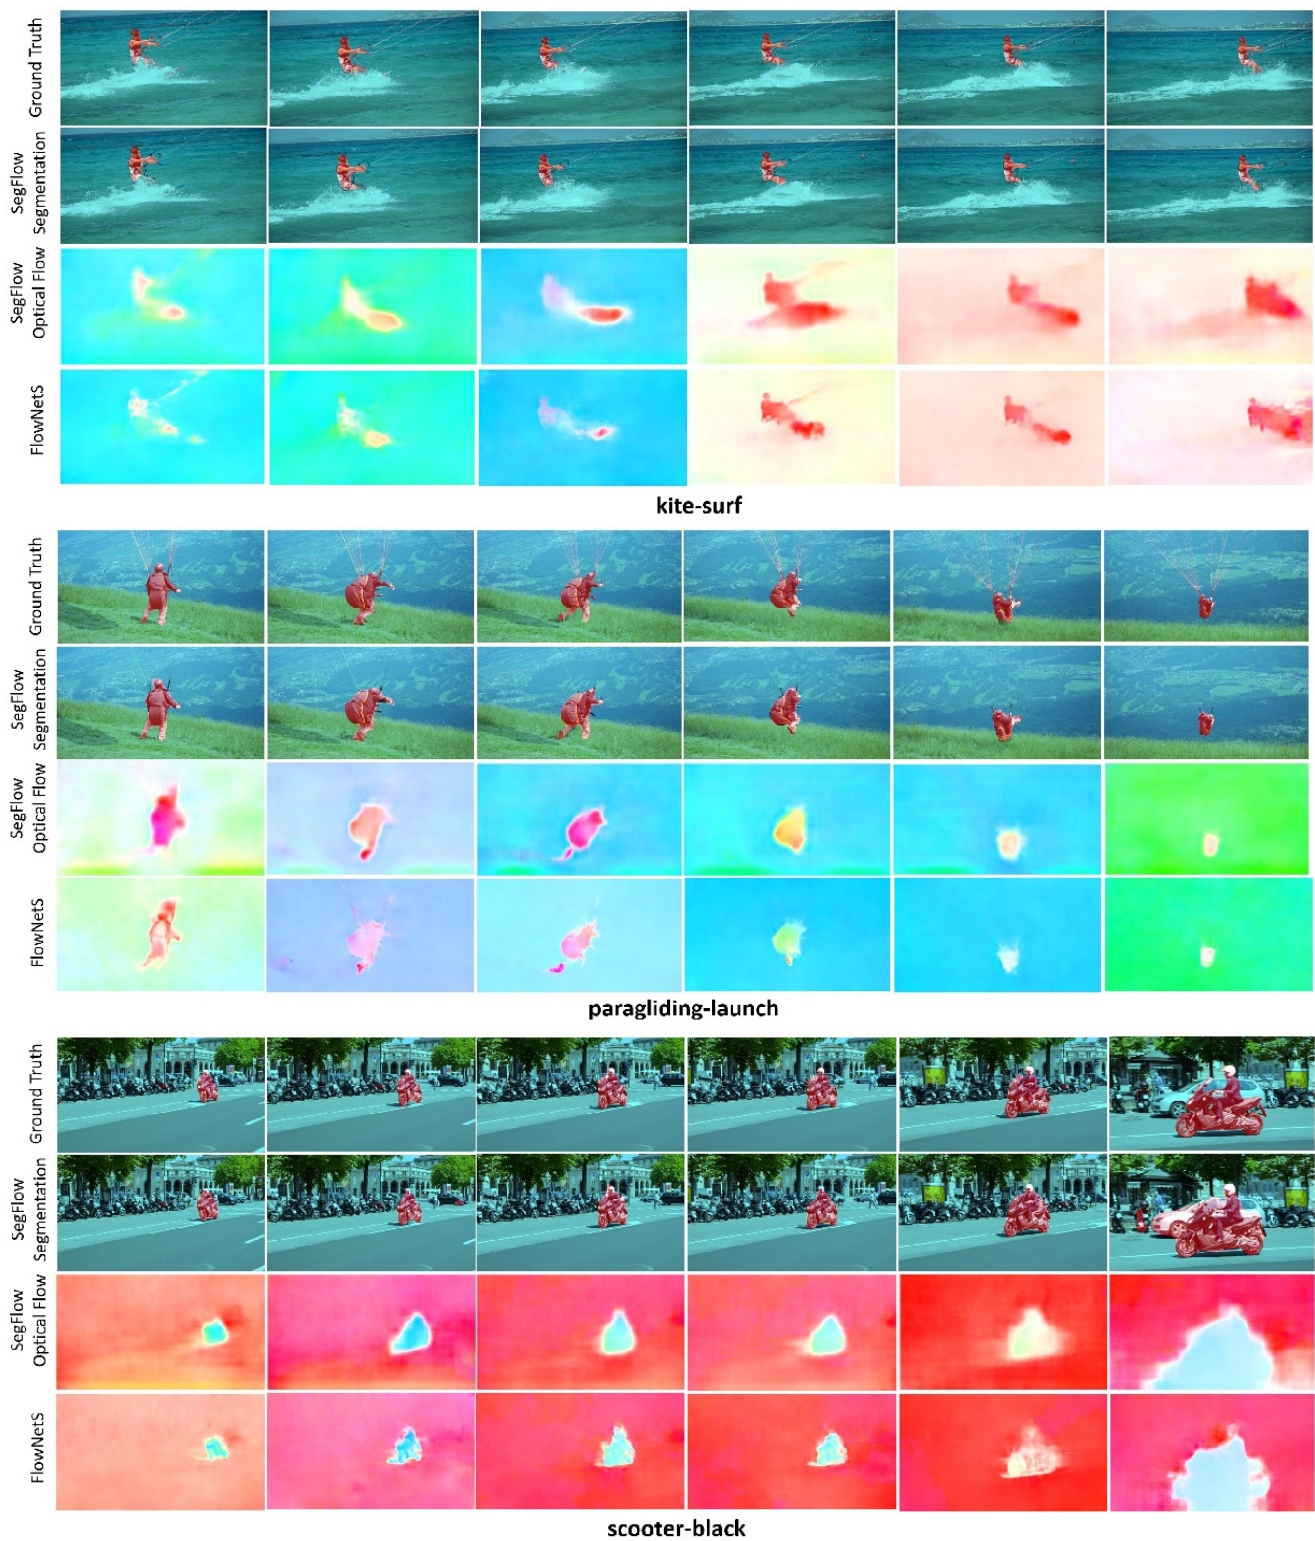 Ground Truth
SegFlow
Segmentation
SegFlow
Optical Flow
FlowNetS
kite-surf
Ground Truth
SegFlow
Segmentation
SegFlow
Optical Flow
FlowNetS
paragliding-launch
Ground Truth
SegFlow
Segmentation
SegFlow
Optical Flow
FlowNetS
scooter-black